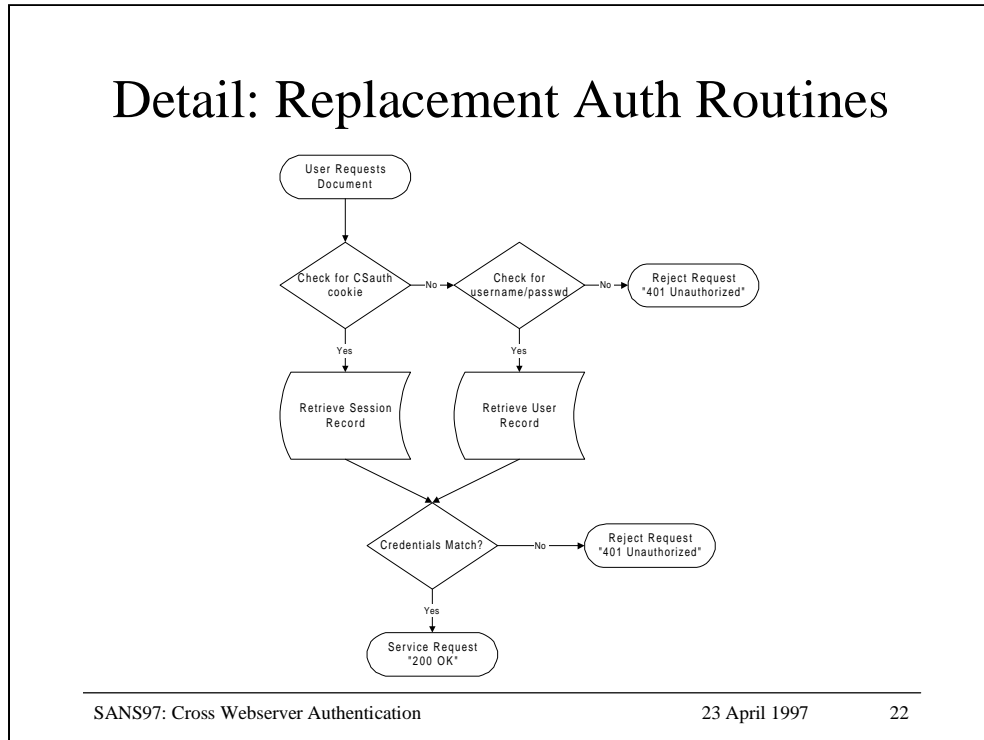 Detail: Replacement Auth Routines
User Requests
Document
Check for CSauth
cookie
No
Check for
username/passwd
No
Reject Request
"401 Unauthorized"
Yes
Yes
Retrieve Session
Record
Retrieve User
Record
Credentials Match?
No
Reject Request
"401 Unauthorized"
Yes
Service Request
"200 OK"
SANS97: Cross Webserver Authentication
23 April 1997
22